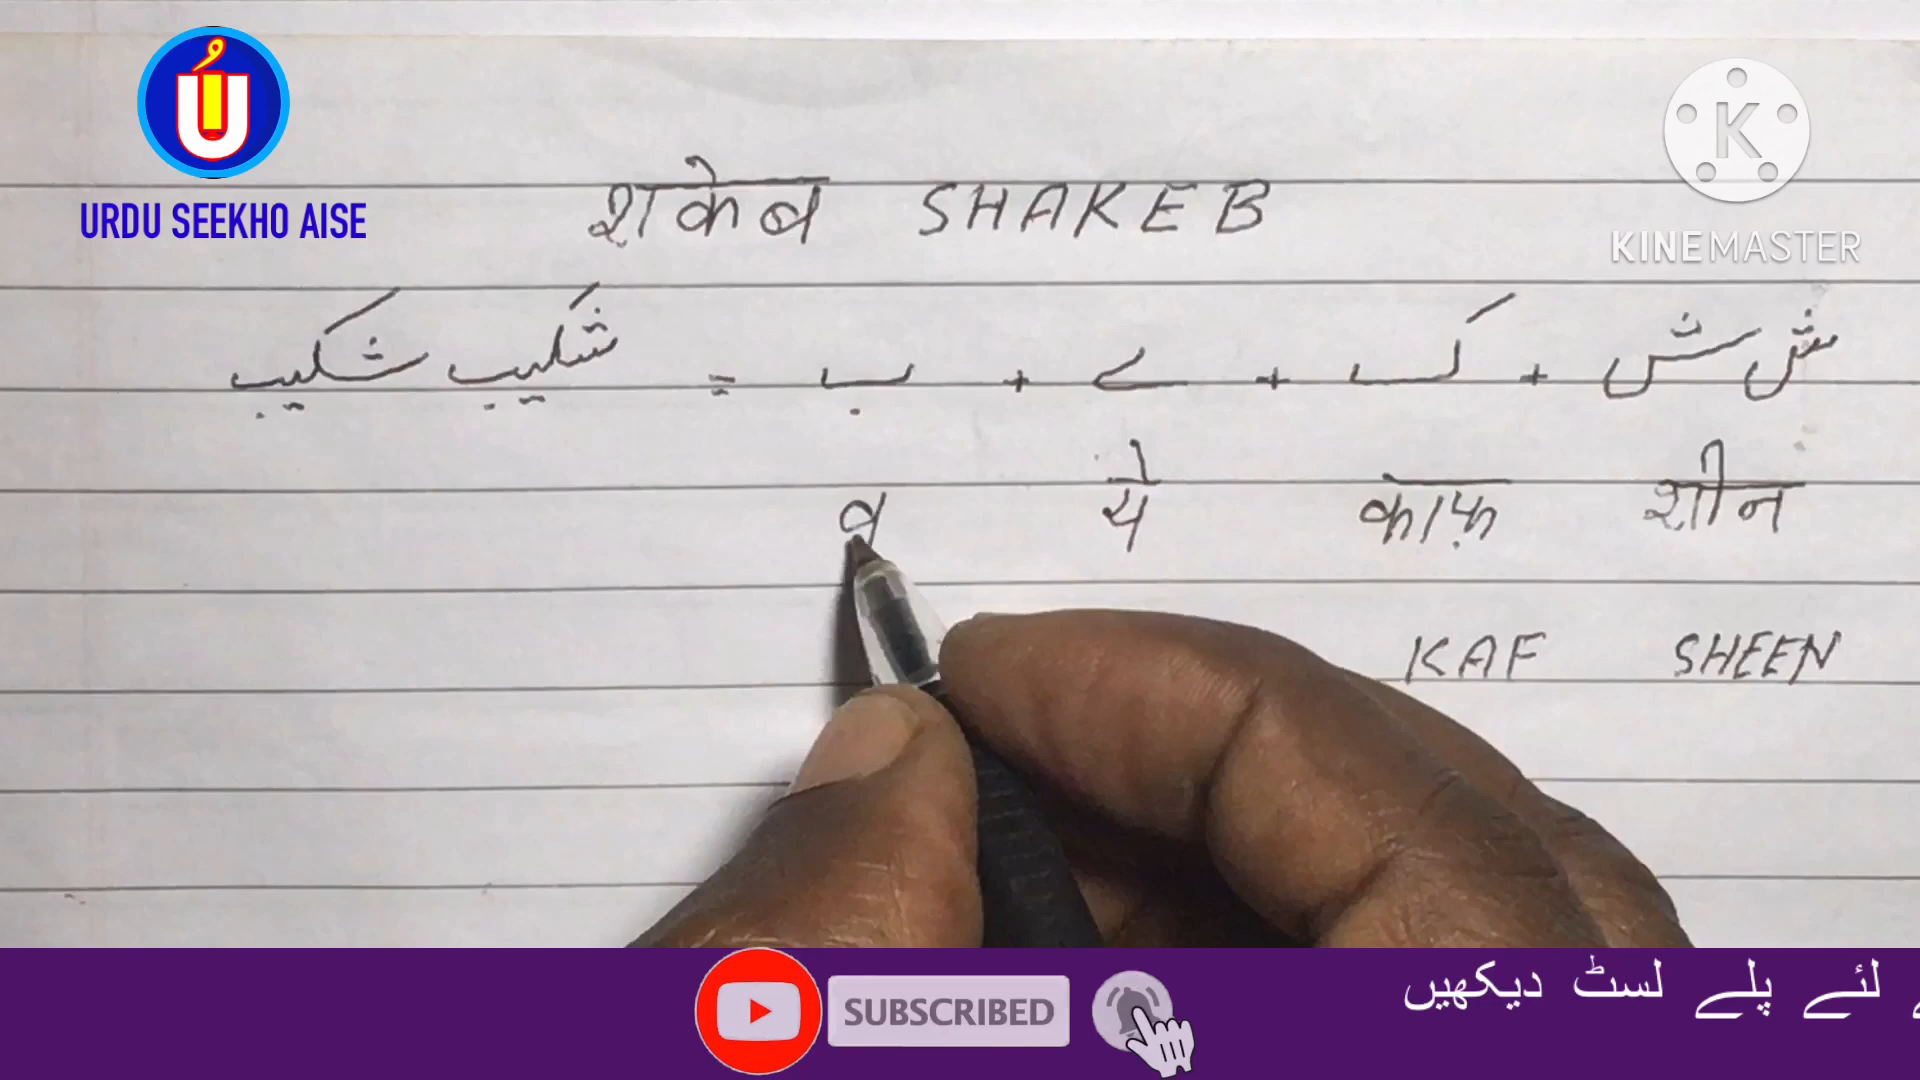 URDU SEEKHO AISE
KINEMASTER
शकेब SHAKEB
ش ش + ک + ے + ب = شکیب شکیب
शीन काफ़ ये ब
SHEEN KAF
SUBSCRIBED
لئے پلے لسٹ دیکھیں